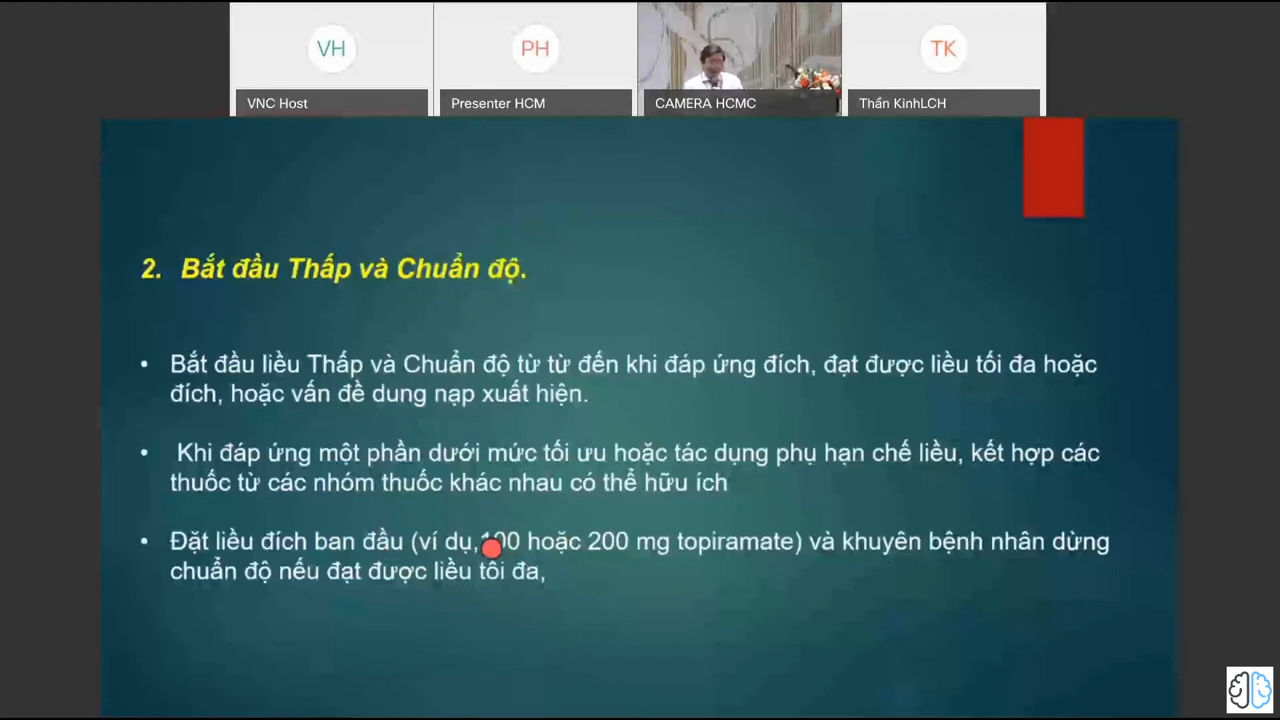 VH
PH
TK
VNC Host
Presenter HCM
CAMERA HCMC
Thần KinhLCH
2. Bắt đầu Thấp và Chuẩn độ.
• Bắt đầu liều Thấp và Chuẩn độ từ từ đến khi đáp ứng đích, đạt được liều tối đa hoặc
đích, hoặc vấn đề dung nạp xuất hiện.
• Khi đáp ứng một phần dưới mức tối ưu hoặc tác dụng phụ hạn chế liều, kết hợp các
thuốc từ các nhóm thuốc khác nhau có thể hữu ích
• Đặt liều đích ban đầu (ví dụ, 100 hoặc 200 mg topiramate) và khuyên bệnh nhân dừng
chuẩn độ nếu đạt được liều tôi đa,